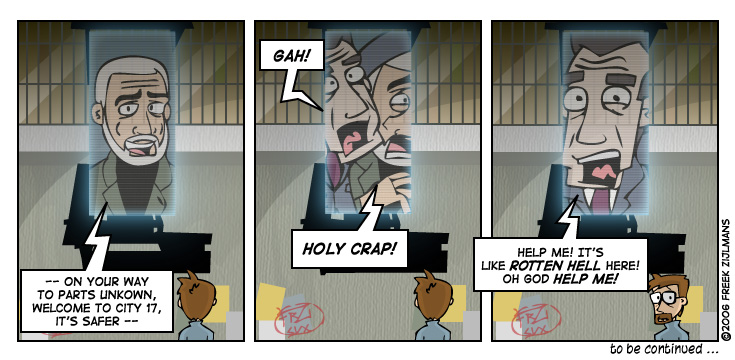 -- ON YOUR WAY
TO PARTS UNKOWN,
WELCOME TO CITY 17,
IT'S SAFER --
GAH!
HOLY CRAP!
HELP ME! IT'S
LIKE ROTTEN HELL HERE!
OH GOD HELP ME!
©2006 FREEK ZIJLMANS
to be continued ...